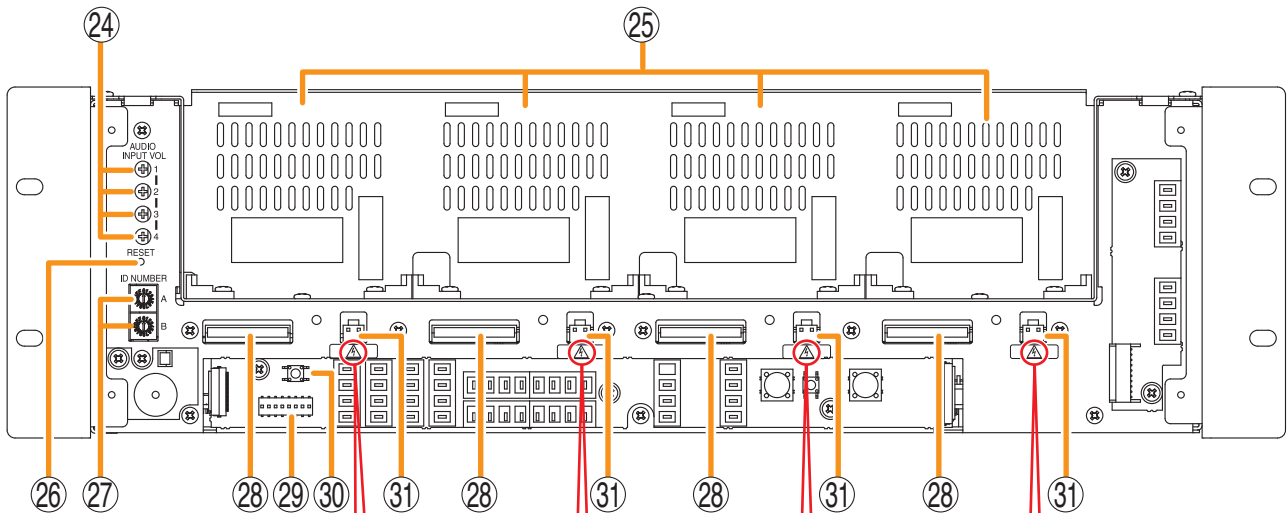 24 25
AUDIO
INPUT VOL
1
2
3
4
RESET
ID NUMBER
A
B
26 27 28 29 30 31 28 31 28 31 28 31